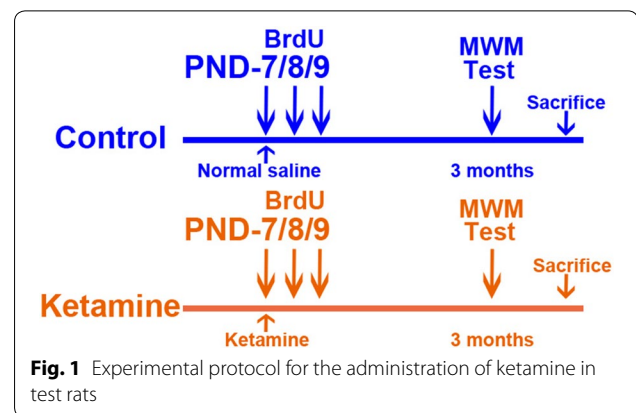 BrdU
PND-7/8/9
MWM
Test
Sacrifice
Control
Normal saline
3 months
BrdU
PND-7/8/9
MWM
Test
Sacrifice
Ketamine
Ketamine
3 months
Fig. 1 Experimental protocol for the administration of ketamine in
test rats